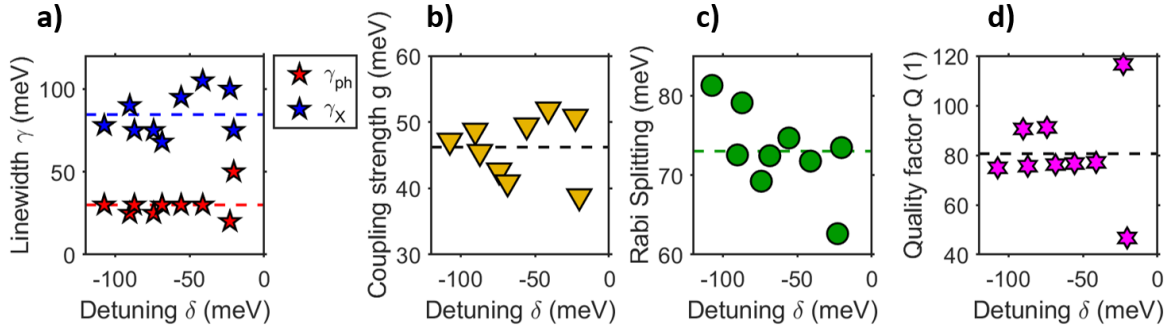 a)
Linewidth γ (meV)
100
50
0
-100
-50
0
Detuning δ (meV)
γph
γX
b)
Coupling strength g (meV)
60
50
40
30
-100
-50
0
Detuning δ (meV)
c)
Rabi Splitting (meV)
80
70
60
-100
-50
0
Detuning δ (meV)
d)
Quality factor Q (1)
120
100
80
60
40
-100
-50
0
Detuning δ (meV)